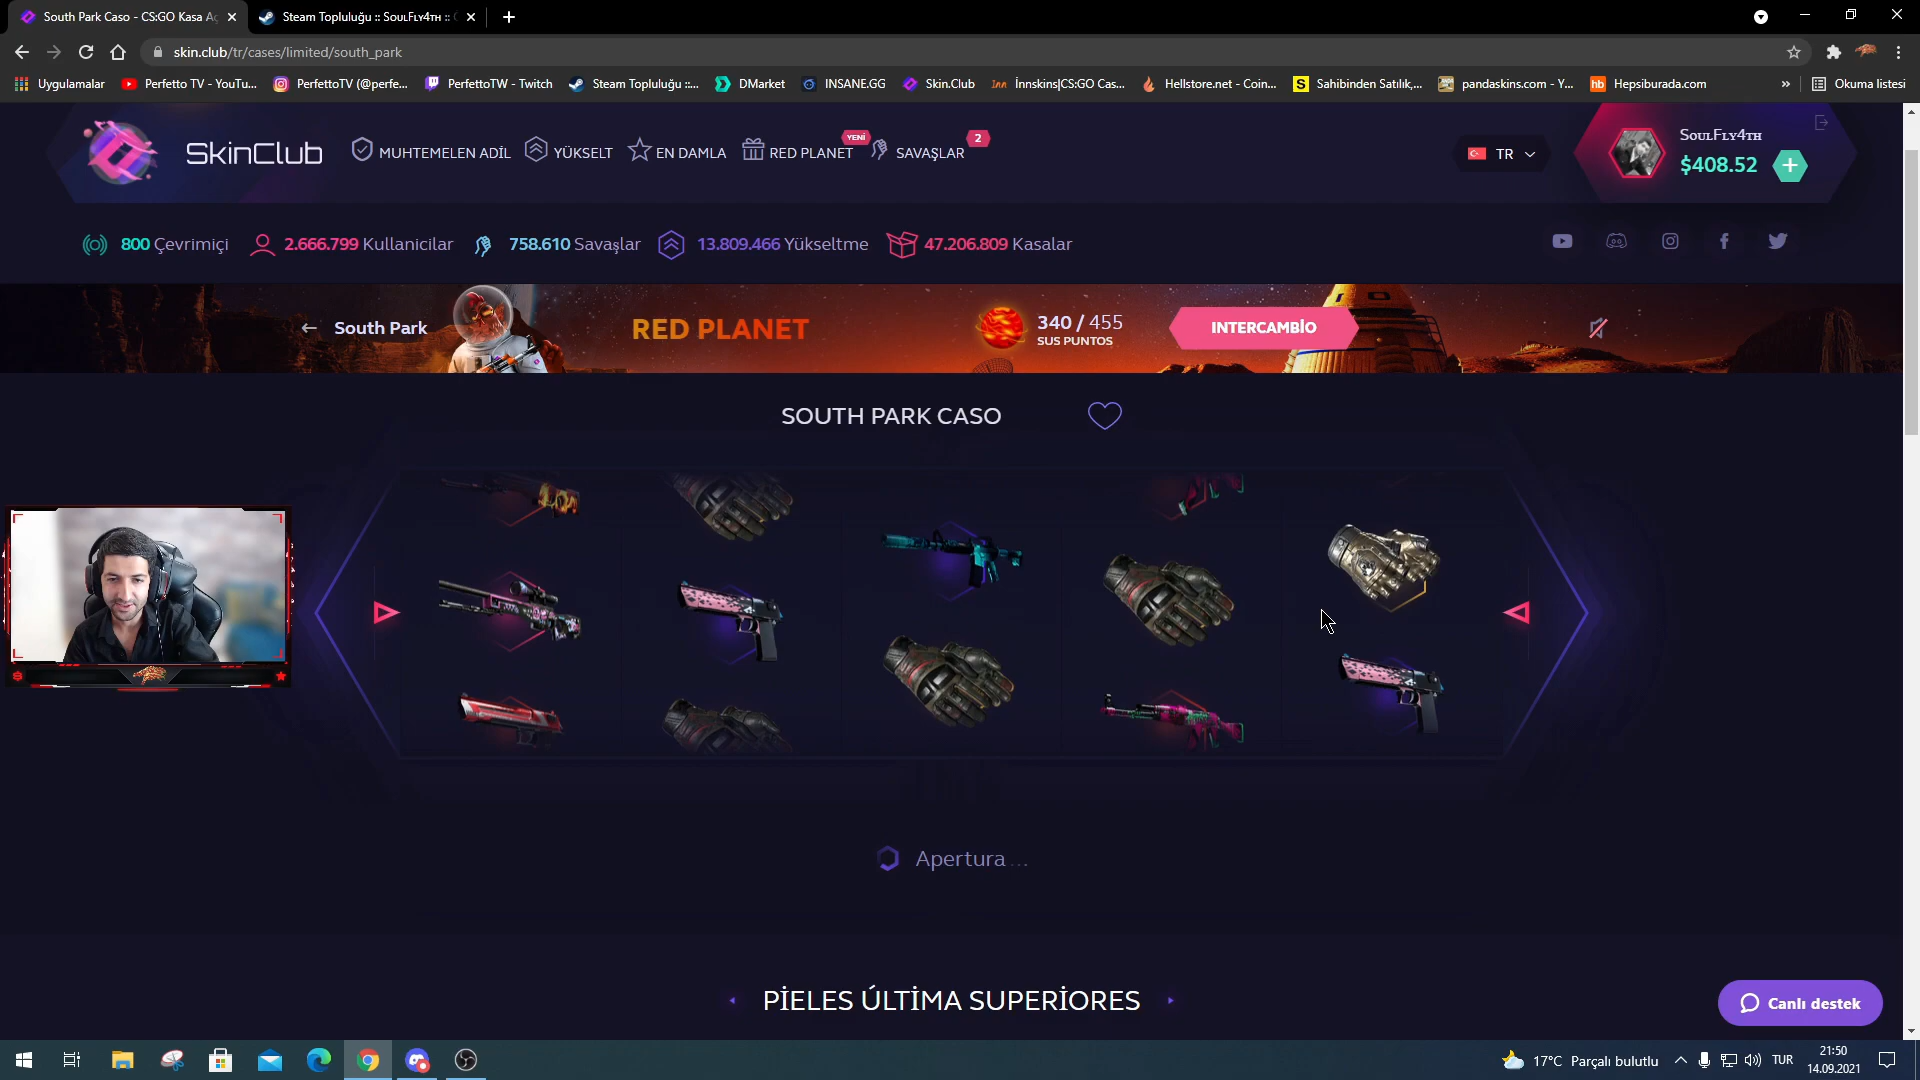 South Park Caso - CS:GO Kasa Aç
Steam Topluluğu :: SoulFly4th ::
skin.club/tr/cases/limited/south_park
Uygulamalar
Perfetto TV - YouTu...
PerfettoTV (@perfe...
PerfettoTW - Twitch
Steam Topluluğu ::...
DMarket
INSANE.GG
Skin.Club
İnnskins|CS:GO Cas...
Hellstore.net - Coin...
Sahibinden Satılık,...
pandaskins.com - Y...
hb Hepsiburada.com
»
Okuma listesi
SkinClub
MUHTEMELEN ADİL
YÜKSELT
EN DAMLA
RED PLANET
YENİ
SAVAŞLAR
2
TR
SoulFly4th
$408.52
800 Çevrimiçi
2.666.799 Kullanicilar
758.610 Savaşlar
13.809.466 Yükseltme
47.206.809 Kasalar
South Park
RED PLANET
340 / 455
SUS PUNTOS
INTERCAMBİO
SOUTH PARK CASO
Apertura ...
PİELES ÚLTİMA SUPERİORES
Canlı destek
17°C Parçalı bulutlu
TUR
21:50
14.09.2021